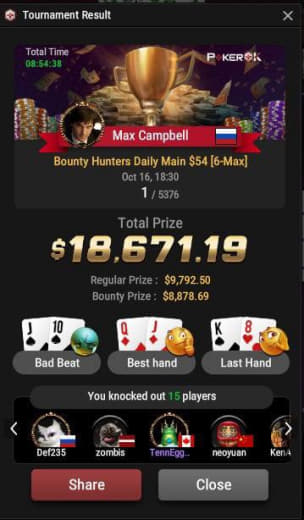 Tournament Result
Total Time
08:54:38
POKEROK
Max Campbell
Bounty Hunters Daily Main $54 [6-Max]
Oct 16, 18:30
1 / 5376
Total Prize
$18,671.19
Regular Prize : $9,792.50
Bounty Prize : $8,878.69
J 10
Q J
K 8
Bad Beat
Best hand
Last Hand
You knocked out 15 players
Def235
zombis
TennEgg..
neoyuan
KenA
Share
Close